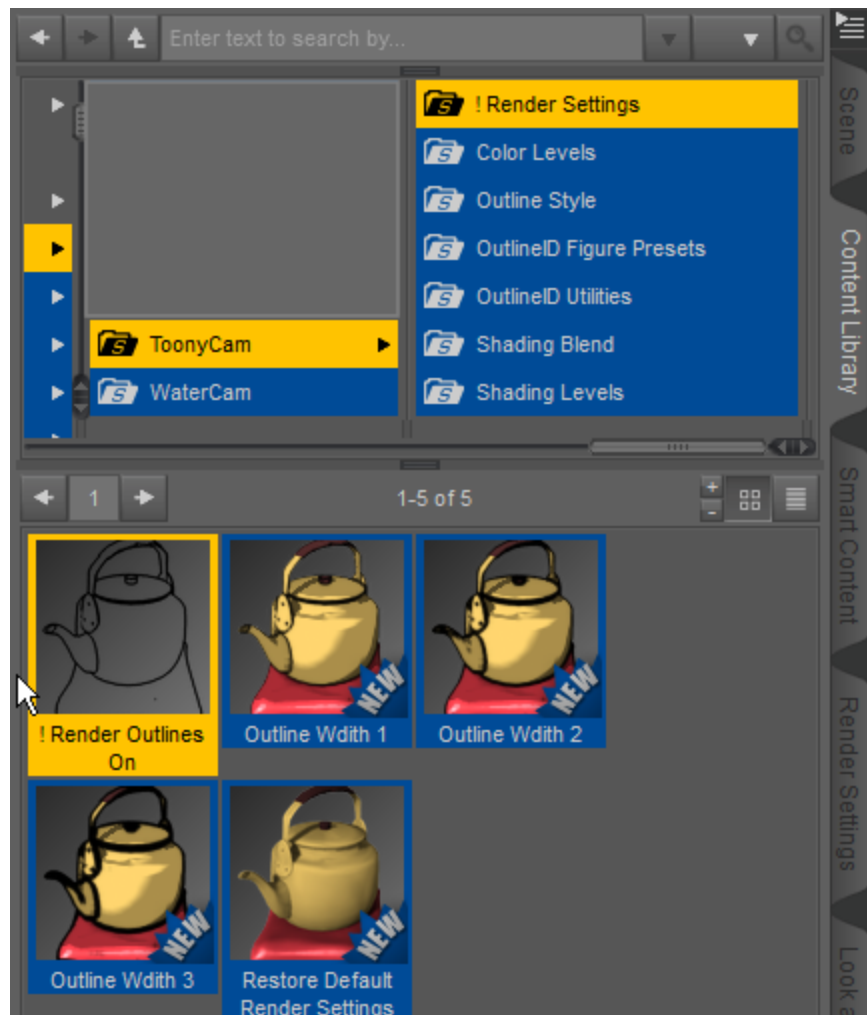 Enter text to search by...
! Render Settings
Color Levels
Outline Style
OutlineID Figure Presets
OutlineID Utilities
ToonyCam
Shading Blend
WaterCam
Shading Levels
1
1-5 of 5
! Render Outlines
On
NEW
Outline Wdith 1
NEW
Outline Wdith 2
NEW
Outline Wdith 3
NEW
Restore Default
Render Settings
Scene
Content Library
Smart Content
Render Settings
Look a